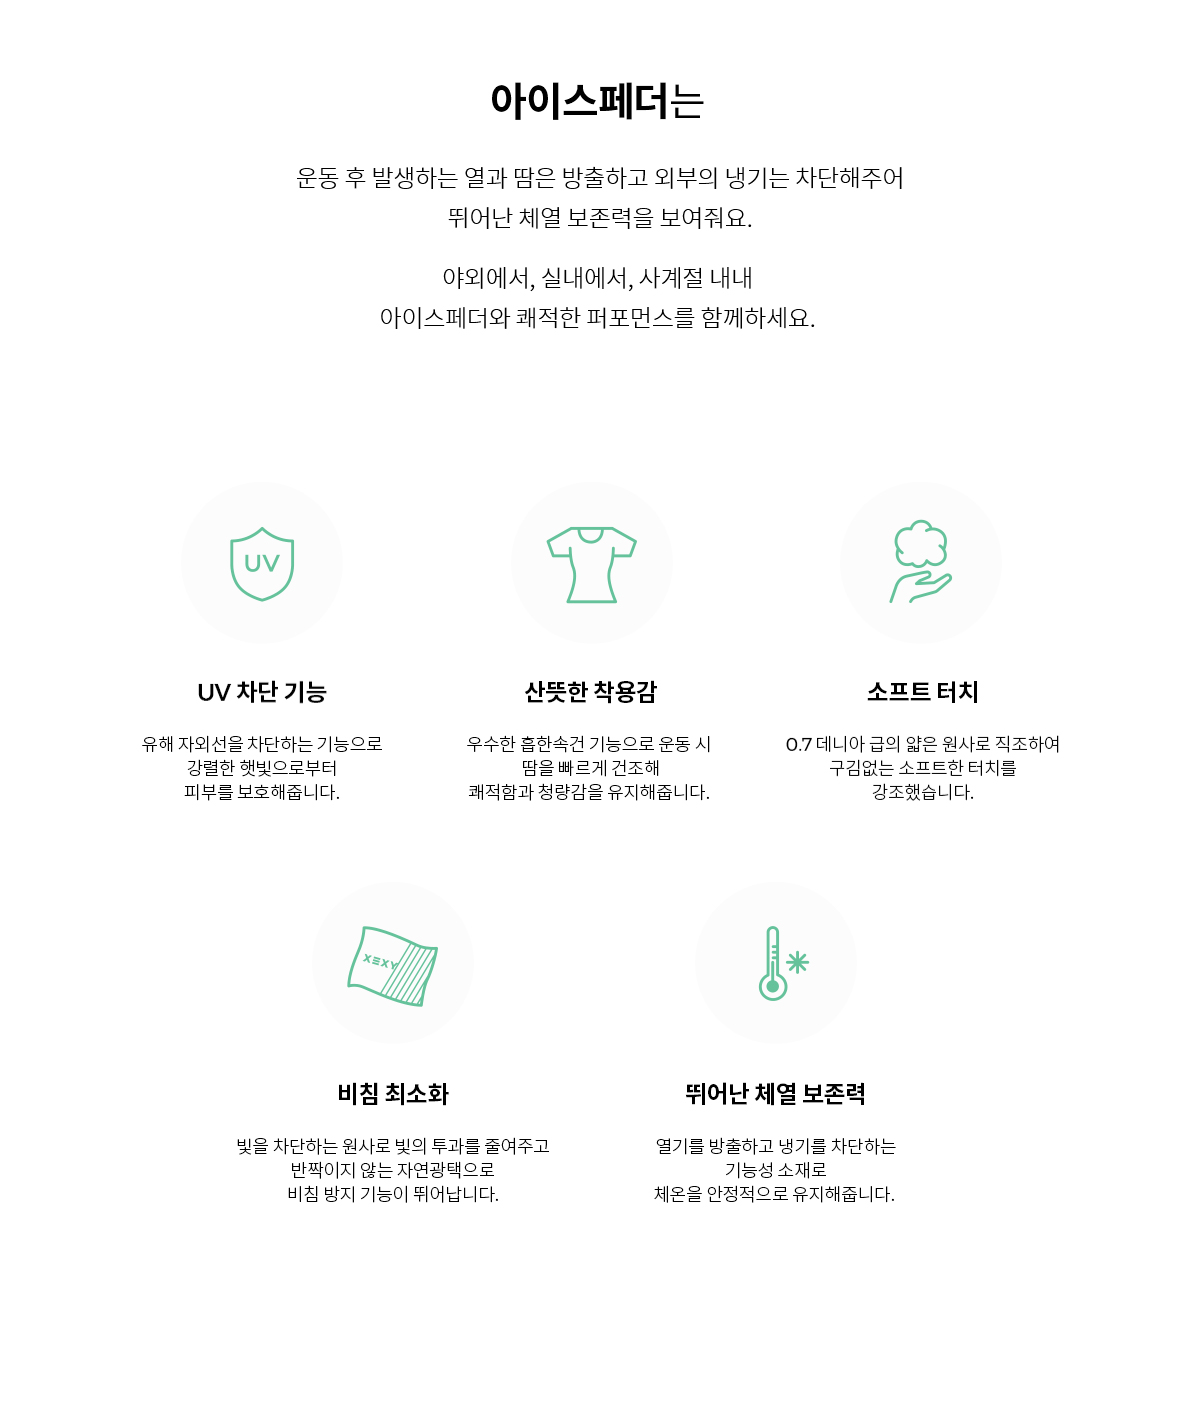 아이스페더는
운동 후 발생하는 열과 땀은 방출하고 외부의 냉기는 차단해주어
뛰어난 체열 보존력을 보여줘요.
야외에서, 실내에서, 사계절 내내
아이스페더와 쾌적한 퍼포먼스를 함께하세요.
UV
UV 차단 기능
유해 자외선을 차단하는 기능으로
강렬한 햇빛으로부터
피부를 보호해줍니다.
산뜻한 착용감
우수한 흡한속건 기능으로 운동 시
땀을 빠르게 건조해
쾌적함과 청량감을 유지해줍니다.
소프트 터치
0.7 데니아 급의 얇은 원사로 직조하여
구김없는 소프트한 터치를
강조했습니다.
XEXY
비침 최소화
빛을 차단하는 원사로 빛의 투과를 줄여주고
반짝이지 않는 자연광택으로
비침 방지 기능이 뛰어납니다.
뛰어난 체열 보존력
열기를 방출하고 냉기를 차단하는
기능성 소재로
체온을 안정적으로 유지해줍니다.